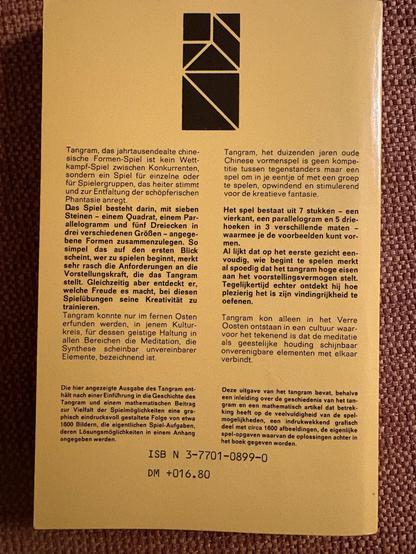 Tangram, das jahrtausendealte chine-
sische Formen-Spiel ist kein Wett-
kampf-Spiel zwischen Konkurrenten,
sondern ein Spiel für einzelne oder
für Spielergruppen, das heiter stimmt
und zur Entfaltung der schöpferischen
Phantasie anregt.
Das Spiel besteht darin, mit sieben
Steinen – einem Quadrat, einem Par-
allelogramm und fünf Dreiecken in
drei verschiedenen Größen – angege-
bene Formen zusammenzulegen. So
simpel das auf den ersten Blick
scheint, wer zu spielen beginnt, merkt
sehr rasch die Anforderungen an die
Vorstellungskraft, die das Tangram
stellt. Gleichzeitig aber entdeckt er,
welche Freude es macht, bei diesen
Spielübungen seine Kreativität zu
trainieren.
Tangram konnte nur im fernen Osten
erfunden werden, in jenem Kultur-
kreis, für dessen geistige Haltung in
allen Bereichen die Meditation, die
Synthese scheinbar unvereinbarer
Elemente, bezeichnend ist.
Die hier angezeigte Ausgabe des Tangram ent-
hält nach einer Einführung in die Geschichte des
Tangram und einem mathematischen Beitrag
zur Vielfalt der Spielmöglichkeiten eine gra-
phisch eindrucksvoll gestaltete Folge von etwa
1600 Bildern, die eigentlichen Spiel-Aufgaben,
deren Lösungsmöglichkeiten in einem Anhang
angegeben werden.
Tangram, het duizenden jaren oude
Chinese vormenspel is geen kompe-
titie tussen tegenstanders maar een
spel om in je eentje of met een groep
te spelen, opwindend en stimulerend
voor de kreatieve fantasie.
Het spel bestaat uit 7 stukken – een
vierkant, een parallelogram en 5 drie-
hoeken in 3 verschillende maten –
waarmee je de voorbeelden kunt vor-
men.
Al lijkt dat op het eerste gezicht een-
voudig, wie begint te spelen merkt
al spoedig dat het tangram hoge eisen
aan het voorstellingsvermogen stelt.
Tegelijkertijd echter ontdekt hij hoe
plezierig het is zijn vindingrijkheid te
oefenen.
Tangram kon alleen in het Verre
Oosten ontstaan in een cultuur waar-
voor het tekenend is dat de meditatie
als geestelijke houding schijnbaar
onverenigbare elementen met elkaar
verbindt.
Deze uitgave van het tangram bevat, behalve
een inleiding over de geschiedenis van het tan-
gram en een mathematisch artikel dat betrek-
king heeft op de veelvuldigheid van de spel-
mogelijkheden, een indrukwekkend grafisch
deel met circa 1600 afbeeldingen, de eigenlijke
spel-opgaven waarvan de oplossingen achter in
het boek gegeven worden.
ISB N 3-7701-0899-0
DM +016.80